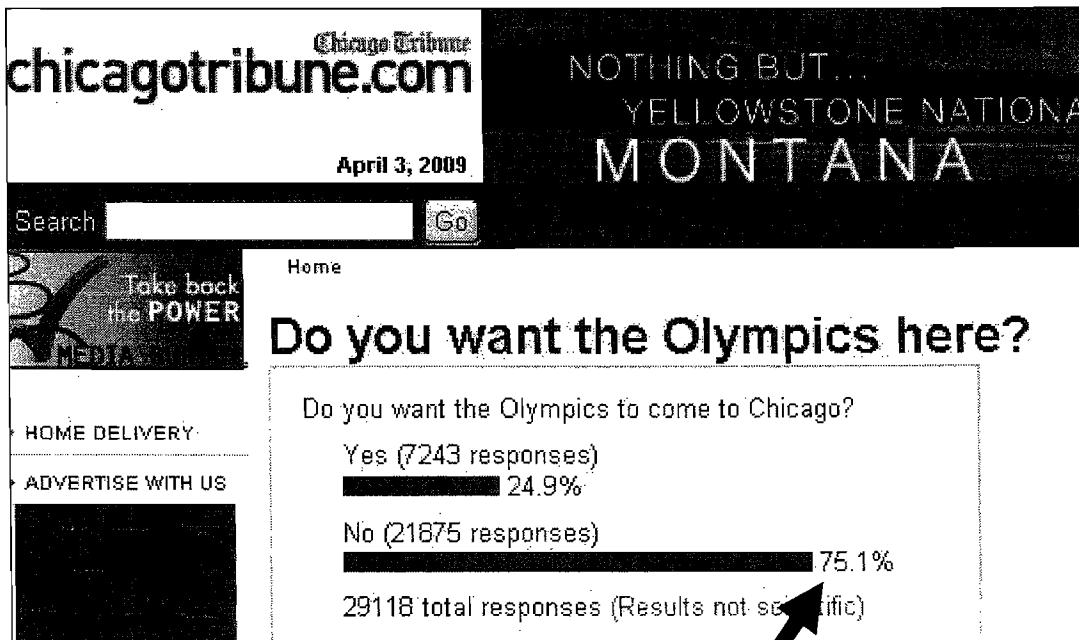 Chicago Tribune
chicagotribune.com
April 3, 2009
NOTHING BUT...
YELLOWSTONE NATIONA
MONTANA
Search
Go
Take back
the POWER
Home
Do you want the Olympics here?
HOME DELIVERY
ADVERTISE WITH US
Do you want the Olympics to come to Chicago?
Yes (7243 responses)
24.9%
No (21875 responses)
75.1%
29118 total responses (Results not scientific)